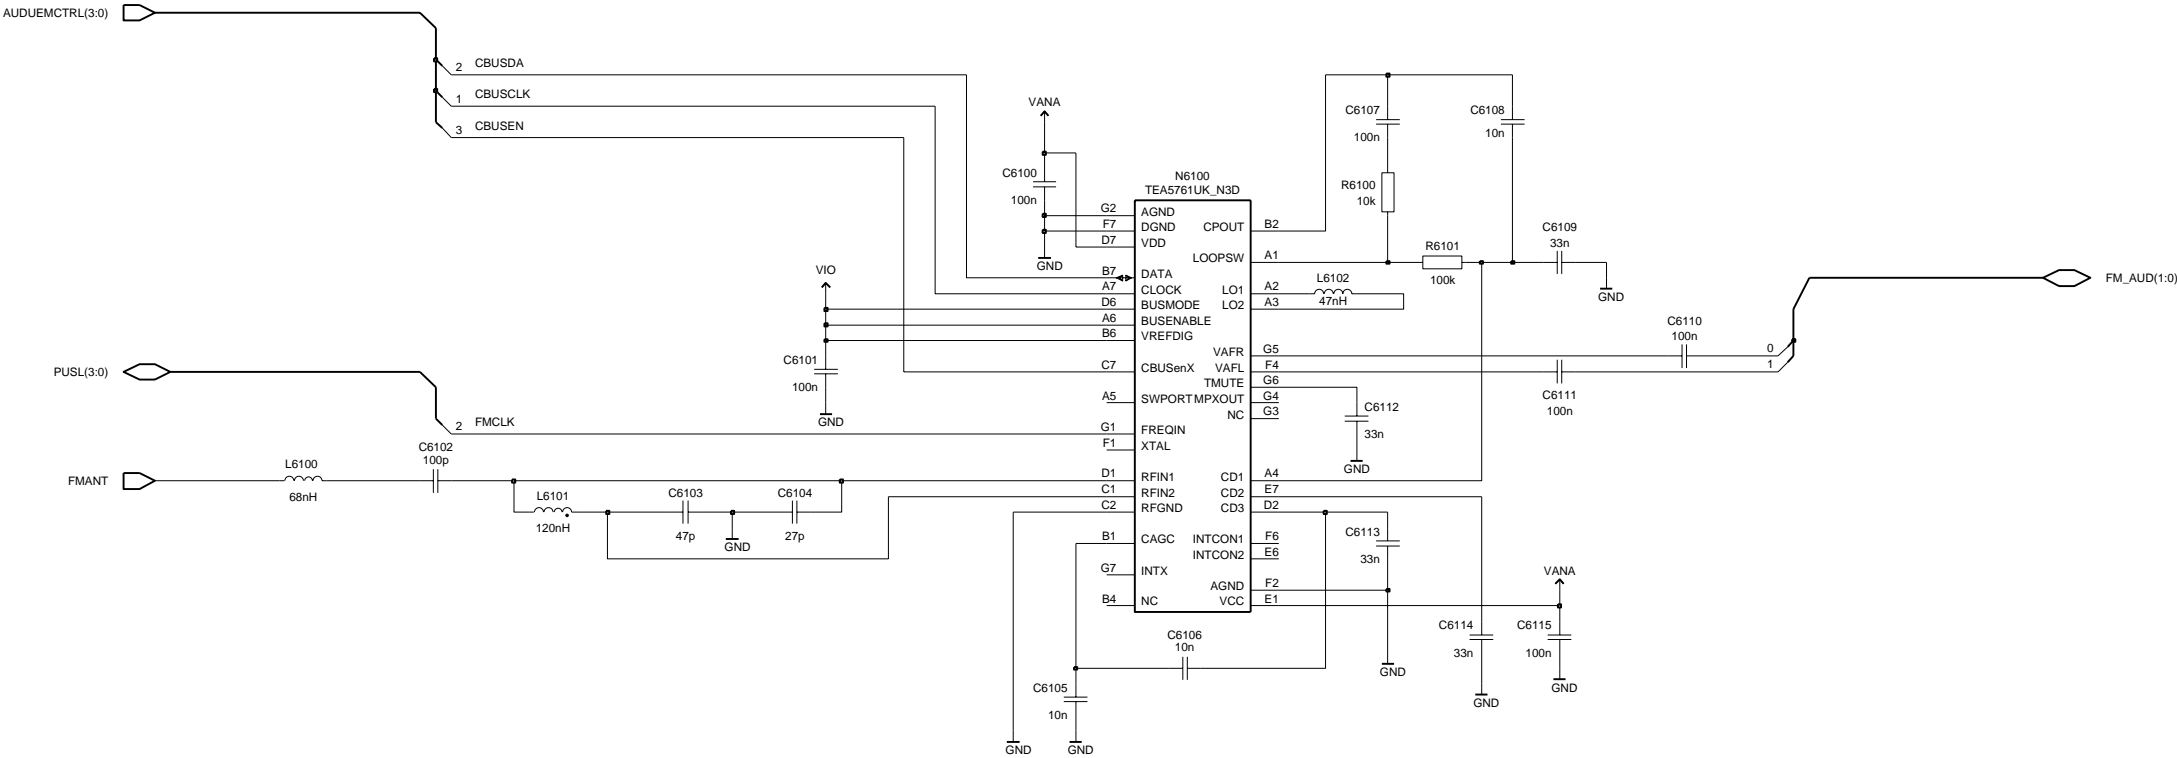 AUDUEMCTRL(3:0)
2 CBUSDA
1 CBUSCLK
3 CBUSEN
VANA
C6100
100n
GND
VIO
C6101
100n
GND
PUSL(3:0)
2 FMCLK
FMANT
L6100
68nH
C6102
100p
L6101
120nH
C6103
47p
GND
C6104
27p
N6100
TEA5761UK_N3D
G2 AGND
F7 DGND
D7 VDD
B7 DATA
A7 CLOCK
D6 BUSMODE
A6 BUSENABLE
B6 VREFDIG
C7 CBUSenX
A5 SWPORT
G1 FREQIN
F1 XTAL
D1 RFIN1
C1 RFIN2
C2 RFGND
B1 CAGC
G7 INTX
B4 NC
CPOUT B2
LOOPSW A1
LO1 A2
LO2 A3
VAFR G5
VAFL F4
TMUTE G6
MPXOUT G4
NC G3
CD1 A4
CD2 E7
CD3 D2
INTCON1 F6
INTCON2 E6
AGND F2
VCC E1
C6107
100n
C6108
10n
R6100
10k
R6101
100k
C6109
33n
GND
L6102
47nH
C6110
100n
0
1
C6111
100n
FM_AUD(1:0)
C6112
33n
GND
C6113
33n
GND
C6114
33n
GND
VANA
C6115
100n
GND
C6106
10n
C6105
10n
GND
GND